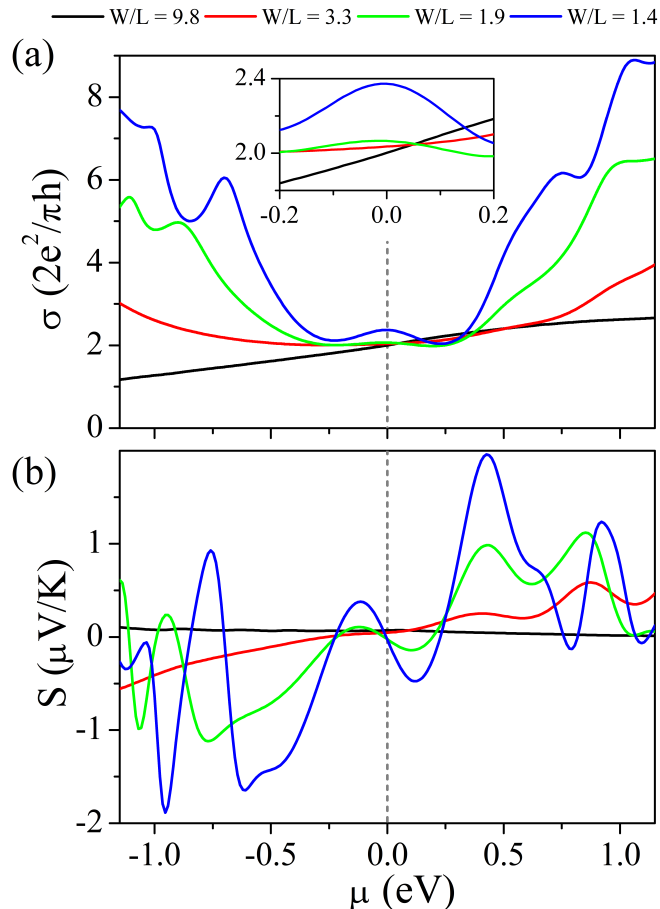 W/L = 9.8 W/L = 3.3 W/L = 1.9 W/L = 1.4
(a)
8
6
4
2
0
σ (2e²/πh)
2.4
2.0
-0.2 0.0 0.2
(b)
1
0
-1
-2
S (μV/K)
-1.0 -0.5 0.0 0.5 1.0
μ (eV)